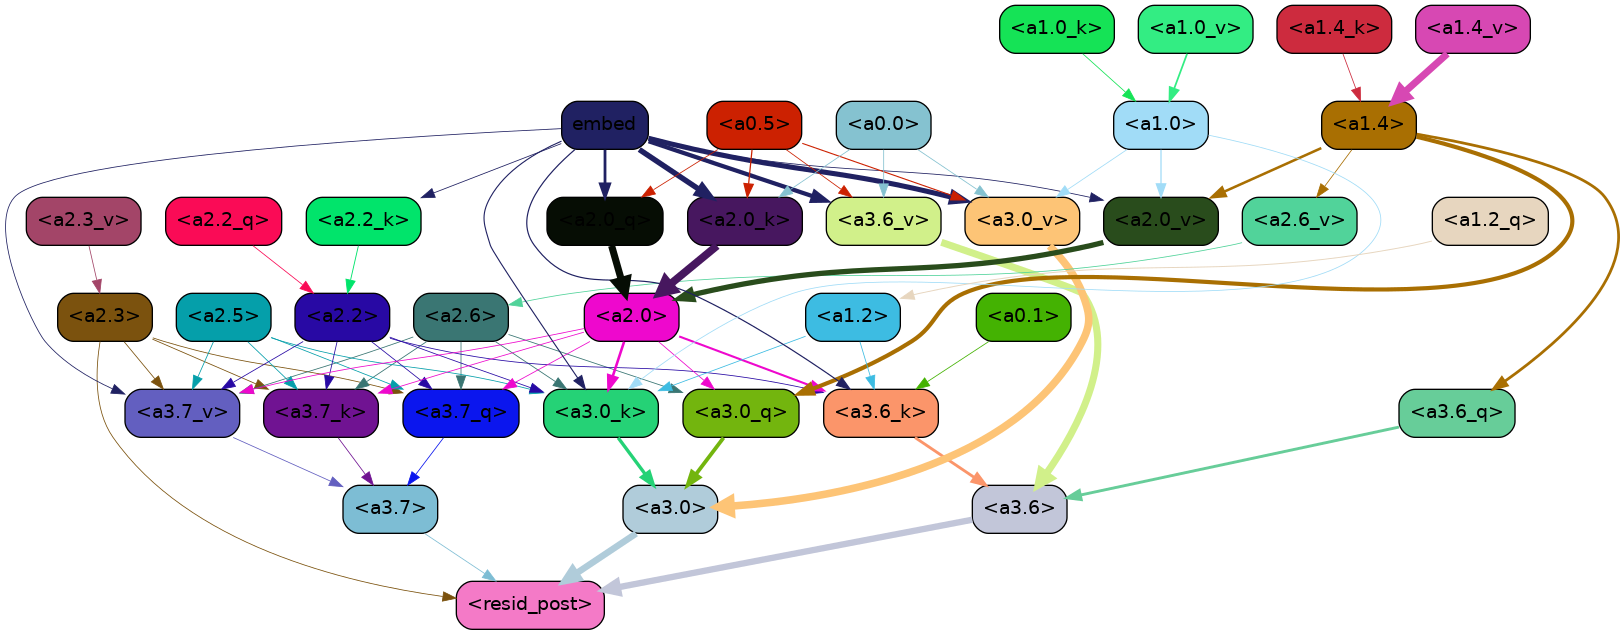 <a1.0_k> <a1.0_v> <a1.4_k> <a1.4_v>
embed <a0.5> <a0.0> <a1.0> <a1.4>
<a2.3_v> <a2.2_q> <a2.2_k> <a2.0_q> <a2.0_k> <a3.6_v> <a3.0_v> <a2.0_v> <a2.6_v> <a1.2_q>
<a2.3> <a2.5> <a2.2> <a2.6> <a2.0> <a1.2> <a0.1>
<a3.7_v> <a3.7_k> <a3.7_q> <a3.0_k> <a3.0_q> <a3.6_k> <a3.6_q>
<a3.7> <a3.0> <a3.6>
<resid_post>